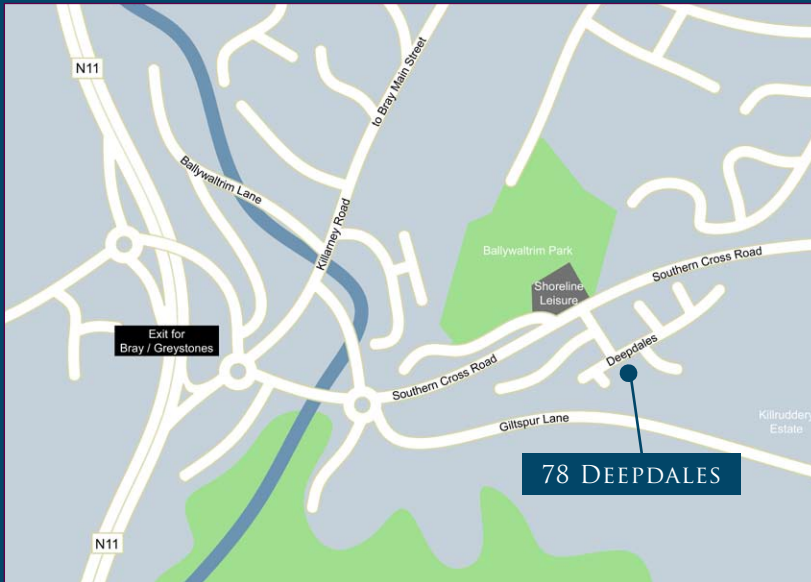 N11
to Bray Main Street
Ballywaltrim Lane
Killarney Road
Ballywaltrim Park
Southern Cross Road
Shoreline
Leisure
Exit for
Bray / Greystones
Deepdales
Southern Cross Road
Killruddery
Estate
Giltspur Lane
78 DEEPDALES
N11